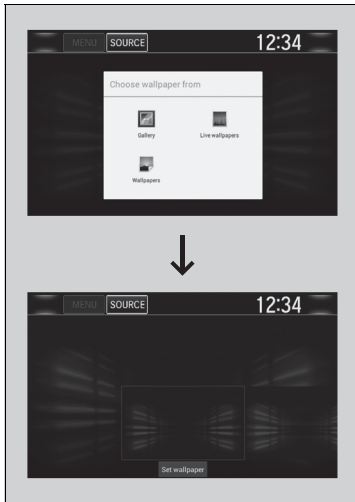 MENU SOURCE 12:34
Choose wallpaper from
Gallery Live wallpapers
Wallpapers
MENU SOURCE 12:34
Set wallpaper